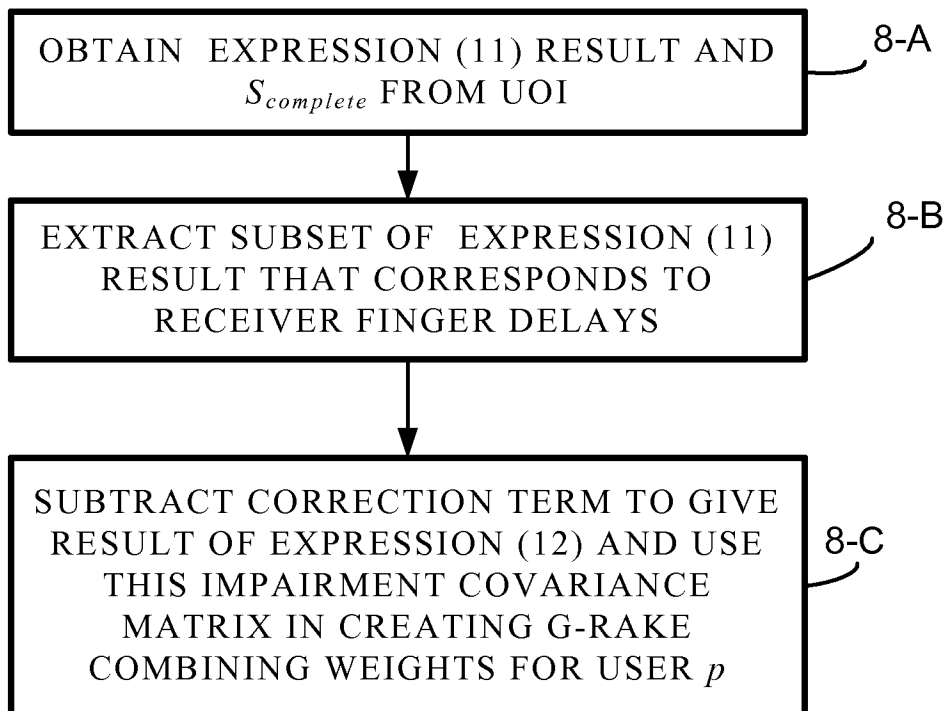 OBTAIN EXPRESSION (11) RESULT AND
S_complete FROM UOI
8-A
EXTRACT SUBSET OF EXPRESSION (11)
RESULT THAT CORRESPONDS TO
RECEIVER FINGER DELAYS
8-B
SUBTRACT CORRECTION TERM TO GIVE
RESULT OF EXPRESSION (12) AND USE
THIS IMPAIRMENT COVARIANCE
MATRIX IN CREATING G-RAKE
COMBINING WEIGHTS FOR USER p
8-C